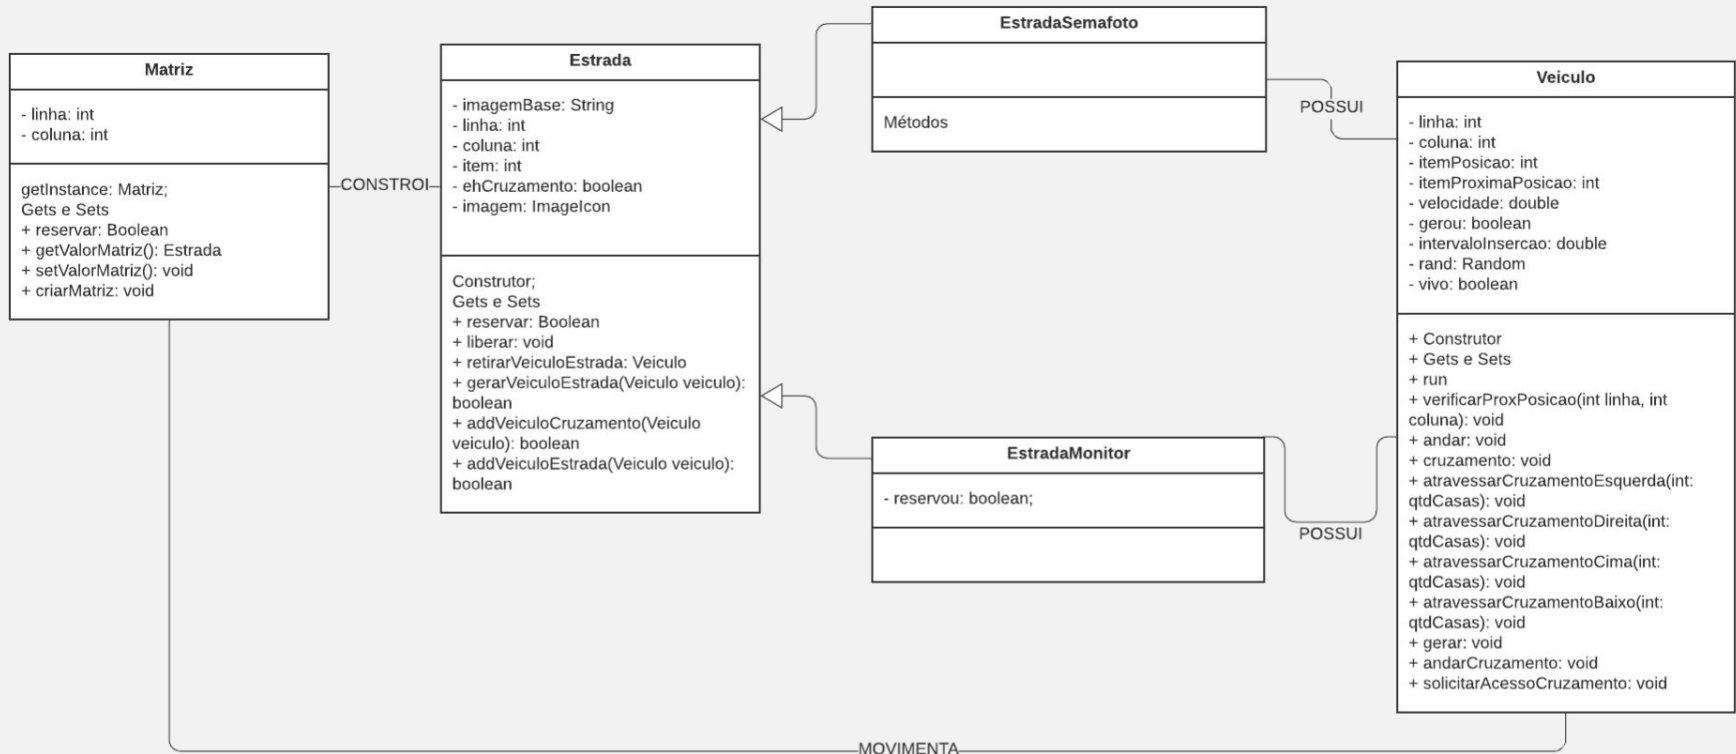 Matriz
- linha: int
- coluna: int
getInstance: Matriz;
Gets e Sets
+ reservar: Boolean
+ getValorMatriz(): Estrada
+ setValorMatriz(): void
+ criarMatriz: void
CONSTROI
Estrada
- imagemBase: String
- linha: int
- coluna: int
- item: int
- ehCruzamento: boolean
- imagem: ImageIcon
Construtor;
Gets e Sets
+ reservar: Boolean
+ liberar: void
+ retirarVeiculoEstrada: Veiculo
+ gerarVeiculoEstrada(Veiculo veiculo):
boolean
+ addVeiculoCruzamento(Veiculo
veiculo): boolean
+ addVeiculoEstrada(Veiculo veiculo):
boolean
EstradaSemafoto
Métodos
POSSUI
EstradaMonitor
- reservou: boolean;
POSSUI
Veiculo
- linha: int
- coluna: int
- itemPosicao: int
- itemProximaPosicao: int
- velocidade: double
- gerou: boolean
- intervaloInsercao: double
- rand: Random
- vivo: boolean
+ Construtor
+ Gets e Sets
+ run
+ verificarProxPosicao(int linha, int
coluna): void
+ andar: void
+ cruzamento: void
+ atravessarCruzamentoEsquerda(int:
qtdCasas): void
+ atravessarCruzamentoDireita(int:
qtdCasas): void
+ atravessarCruzamentoCima(int:
qtdCasas): void
+ atravessarCruzamentoBaixo(int:
qtdCasas): void
+ gerar: void
+ andarCruzamento: void
+ solicitarAcessoCruzamento: void
MOVIMENTA